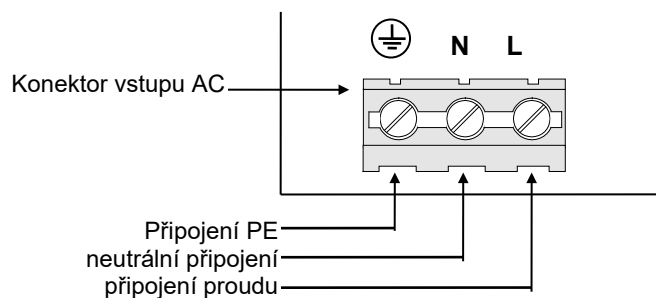 N L
Konektor vstupu AC
Připojení PE
neutrální připojení
připojení proudu